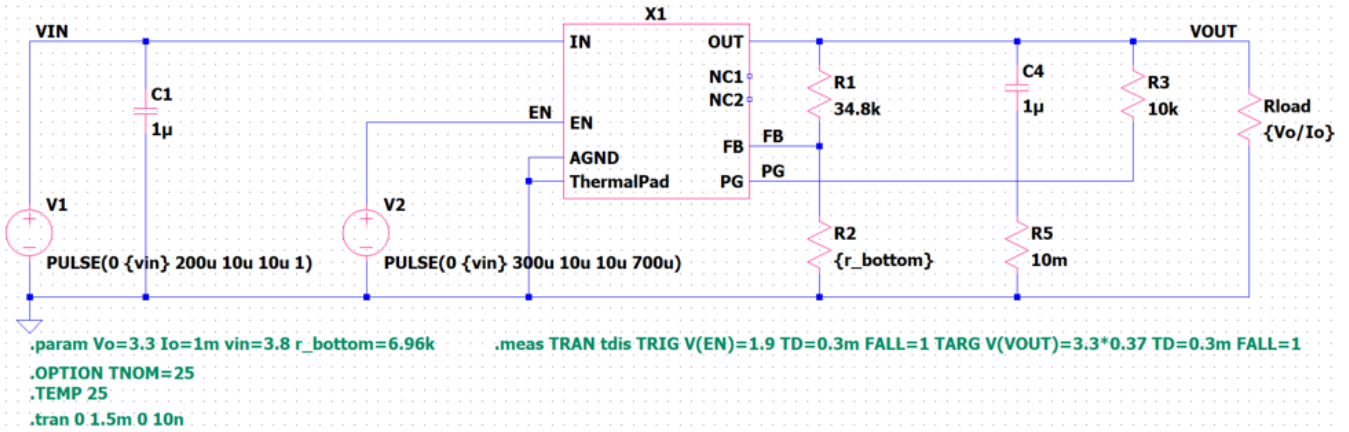 X1
VIN
IN
OUT
VOUT
NC1
NC2
C1
1µ
R1
34.8k
C4
1µ
R3
10k
Rload
{Vo/Io}
EN
EN
FB
FB
AGND
ThermalPad
PG
PG
V1
V2
PULSE(0 {vin} 200u 10u 10u 1)
PULSE(0 {vin} 300u 10u 10u 700u)
R2
{r_bottom}
R5
10m
.param Vo=3.3 Io=1m vin=3.8 r_bottom=6.96k
.meas TRAN tdis TRIG V(EN)=1.9 TD=0.3m FALL=1 TARG V(VOUT)=3.3*0.37 TD=0.3m FALL=1
.OPTION TNOM=25
.TEMP 25
.tran 0 1.5m 0 10n